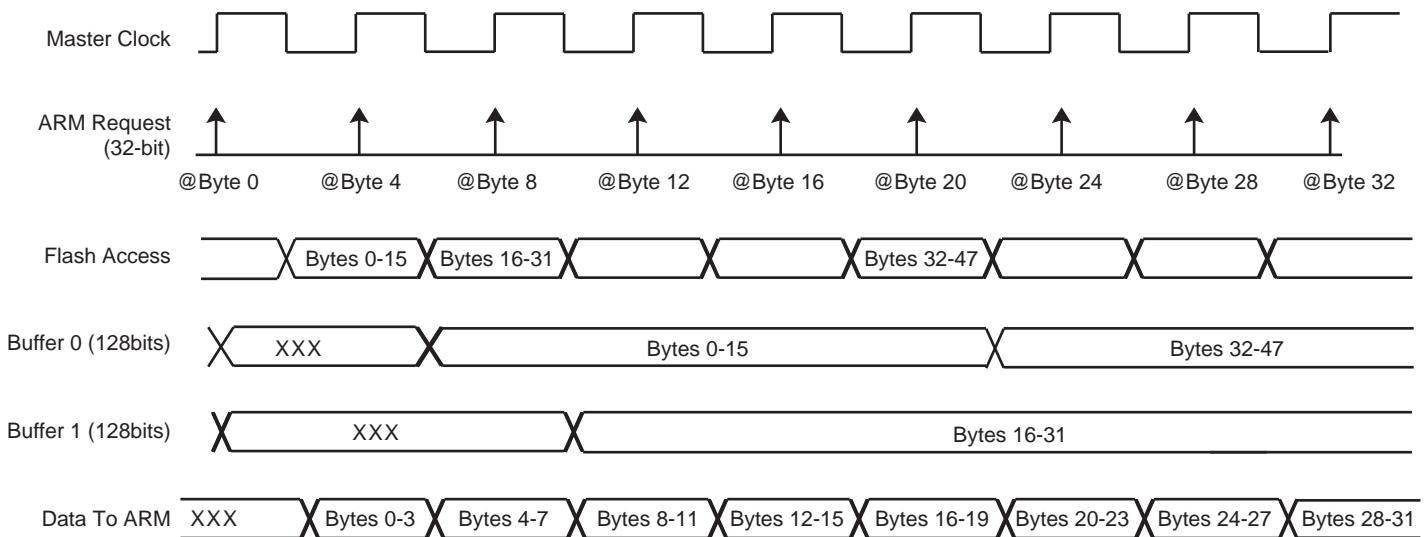 Master Clock
ARM Request
(32-bit)
@Byte 0 @Byte 4 @Byte 8 @Byte 12 @Byte 16 @Byte 20 @Byte 24 @Byte 28 @Byte 32
Flash Access Bytes 0-15 Bytes 16-31 Bytes 32-47
Buffer 0 (128bits) XXX Bytes 0-15 Bytes 32-47
Buffer 1 (128bits) XXX Bytes 16-31
Data To ARM XXX Bytes 0-3 Bytes 4-7 Bytes 8-11 Bytes 12-15 Bytes 16-19 Bytes 20-23 Bytes 24-27 Bytes 28-31